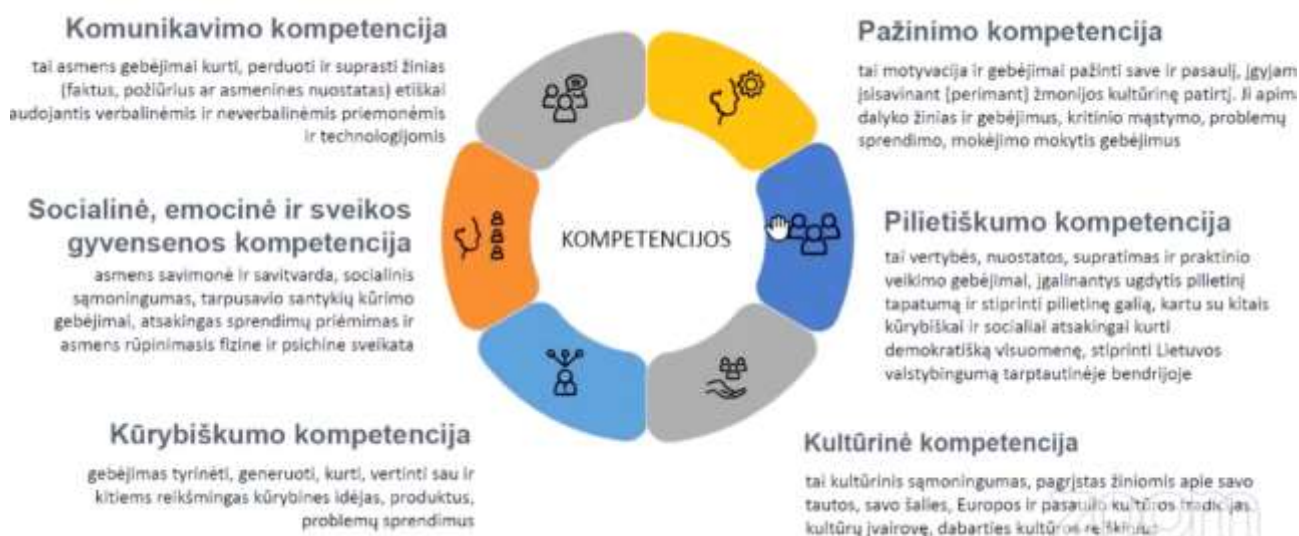 Komunikavimo kompetencija
tai asmens gebėjimai kurti, perduoti ir suprasti žinias
(faktus, požiūrius ar asmenines nuostatas) etiškai
audojantis verbalinėmis ir neverbalinėmis priemonėmis
ir technologijomis
Socialinė, emocinė ir sveikos
gyvensenos kompetencija
asmens savimonė ir savitvarda, socialinis
sąmoningumas, tarpusavio santykių kūrimo
gebėjimai, atsakingas sprendimų priėmimas ir
asmens rūpinimasis fizine ir psichine sveikata
Kūrybiškumo kompetencija
gebėjimas tyrinėti, generuoti, kurti, vertinti sau ir
kitiems reikšmingas kūrybines idėjas, produktus,
problemų sprendimus
KOMPETENCIJOS
Pažinimo kompetencija
tai motyvacija ir gebėjimai pažinti save ir pasaulį, įgyjam
įsisavinant (perimant) žmonijos kultūrinę patirtį. Ji apima
dalyko žinias ir gebėjimus, kritinio mąstymo, problemų
sprendimo, mokėjimo mokytis gebėjimus
Pilietiškumo kompetencija
tai vertybės, nuostatos, supratimas ir praktinio
veikimo gebėjimai, įgalinantys ugdytis pilietinį
tapatumą ir stiprinti pilietinę galią, kartu su kitais
kūrybiškai ir socialiai atsakingai kurti
demokratišką visuomenę, stiprinti Lietuvos
valstybingumą tarptautinėje bendrijoje
Kultūrinė kompetencija
tai kultūrinis sąmoningumas, pagrįstas žiniomis apie savo
tautos, savo šalies, Europos ir pasaulio kultūros tradicijas,
kultūrų įvairovę, dabarties kultūros reiškinius
zoom